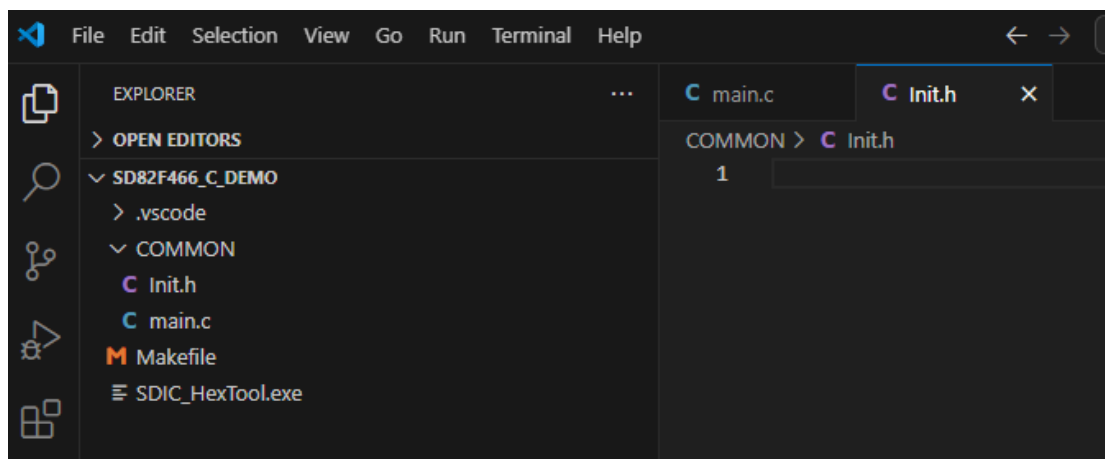 File Edit Selection View Go Run Terminal Help
EXPLORER
OPEN EDITORS
SD82F466_C_DEMO
.vscode
COMMON
C Init.h
C main.c
M Makefile
SDIC_HexTool.exe
C main.c
C Init.h
COMMON > C Init.h
1